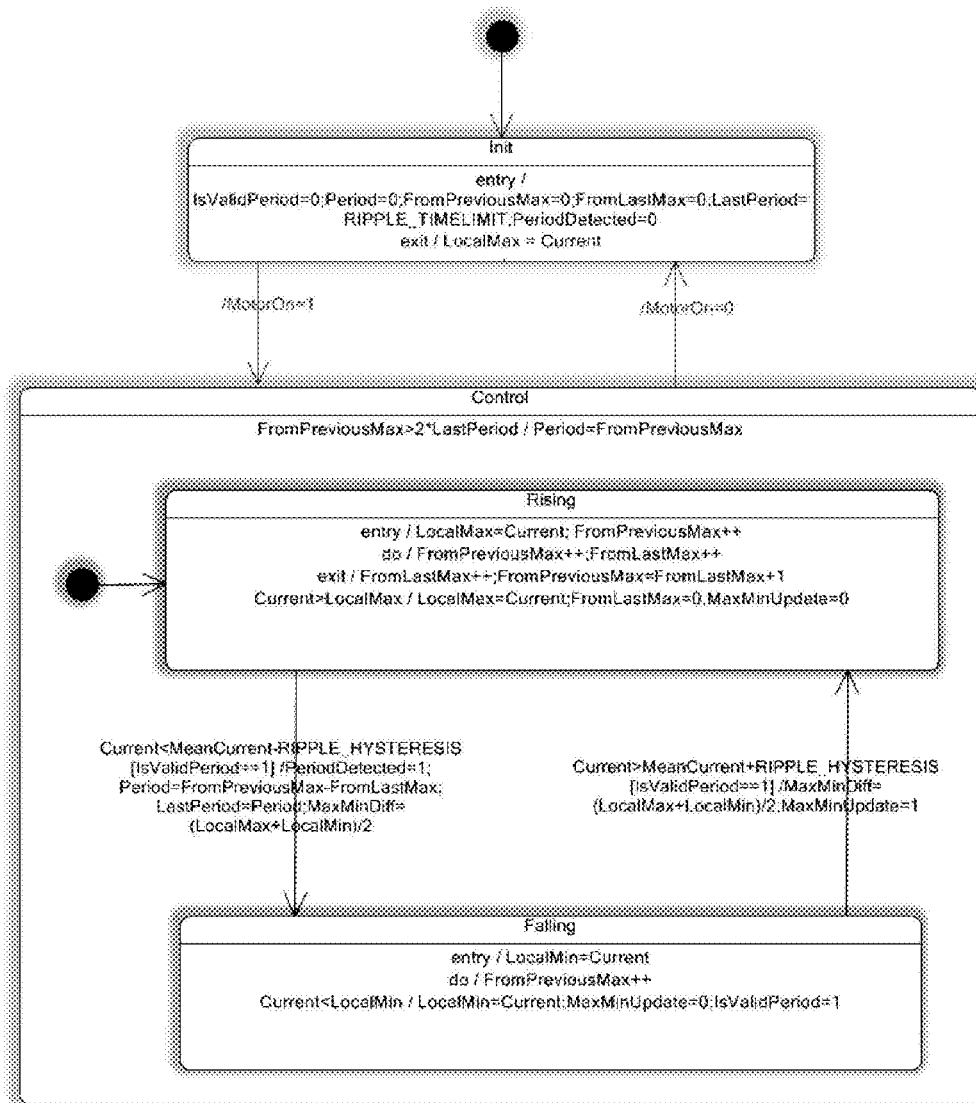 Init
entry /
IsValidPeriod=0;Period=0;FromPreviousMax=0;FromLastMax=0;LastPeriod=
RIPPLE_TIMELIMIT;PeriodDetected=0
exit / LocalMax = Current
/MotorOn=1
/MotorOn=0
Control
FromPreviousMax>2*LastPeriod / Period=FromPreviousMax
Rising
entry / LocalMax=Current; FromPreviousMax++
do / FromPreviousMax++;FromLastMax++
exit / FromLastMax++;FromPreviousMax=FromLastMax+1
Current>LocalMax / LocalMax=Current;FromLastMax=0;MaxMinUpdate=0
Current<MeanCurrent-RIPPLE_HYSTERESIS
[IsValidPeriod==1] /PeriodDetected=1;
Period=FromPreviousMax-FromLastMax;
LastPeriod=Period;MaxMinDiff=
(LocalMax+LocalMin)/2
Current>MeanCurrent+RIPPLE_HYSTERESIS
[IsValidPeriod==1] /MaxMinDiff=
(LocalMax+LocalMin)/2;MaxMinUpdate=1
Falling
entry / LocalMin=Current
do / FromPreviousMax++
Current<LocalMin / LocalMin=Current;MaxMinUpdate=0;IsValidPeriod=1